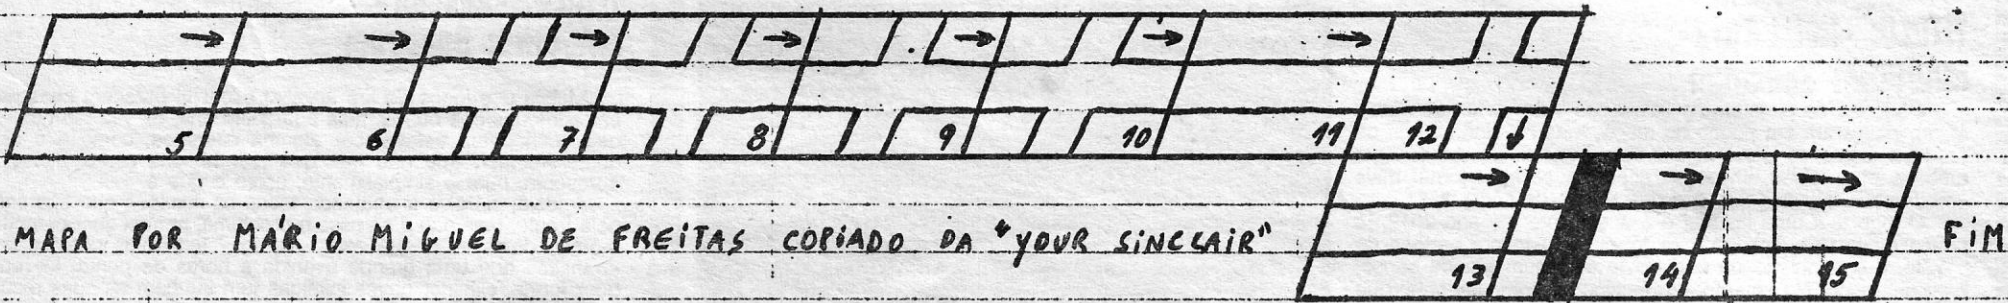 5 6 7 8 9 10 11 12
MAPA POR MÁRIO MIGUEL DE FREITAS COPIADO DA "YOUR SINCLAIR" FIM
13 14 15